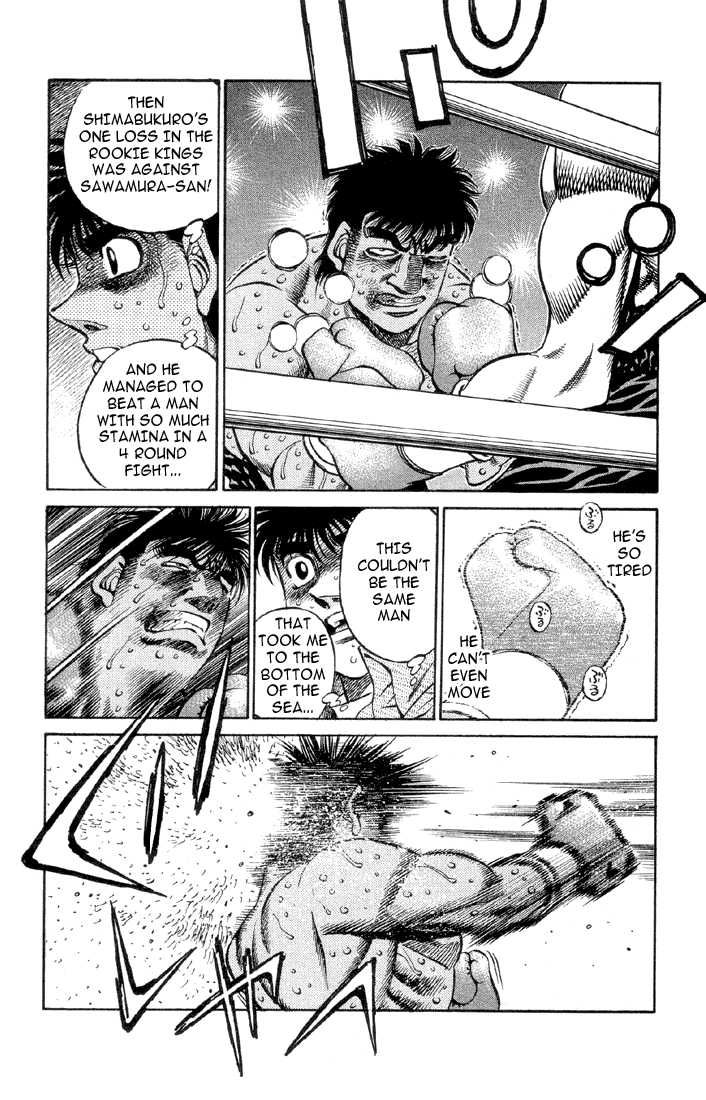 THEN
SHIMABUKURO'S
ONE LOSS IN THE
ROOKIE KINGS
WAS AGAINST
SAWAMURA-SAN!
AND HE
MANAGED TO
BEAT A MAN
WITH SO MUCH
STAMINA IN A
4 ROUND
FIGHT...
HE'S
SO
TIRED
HE
CAN'T
EVEN
MOVE
THIS
COULDN'T
BE THE
SAME
MAN
THAT
TOOK ME
TO THE
BOTTOM
OF THE
SEA...